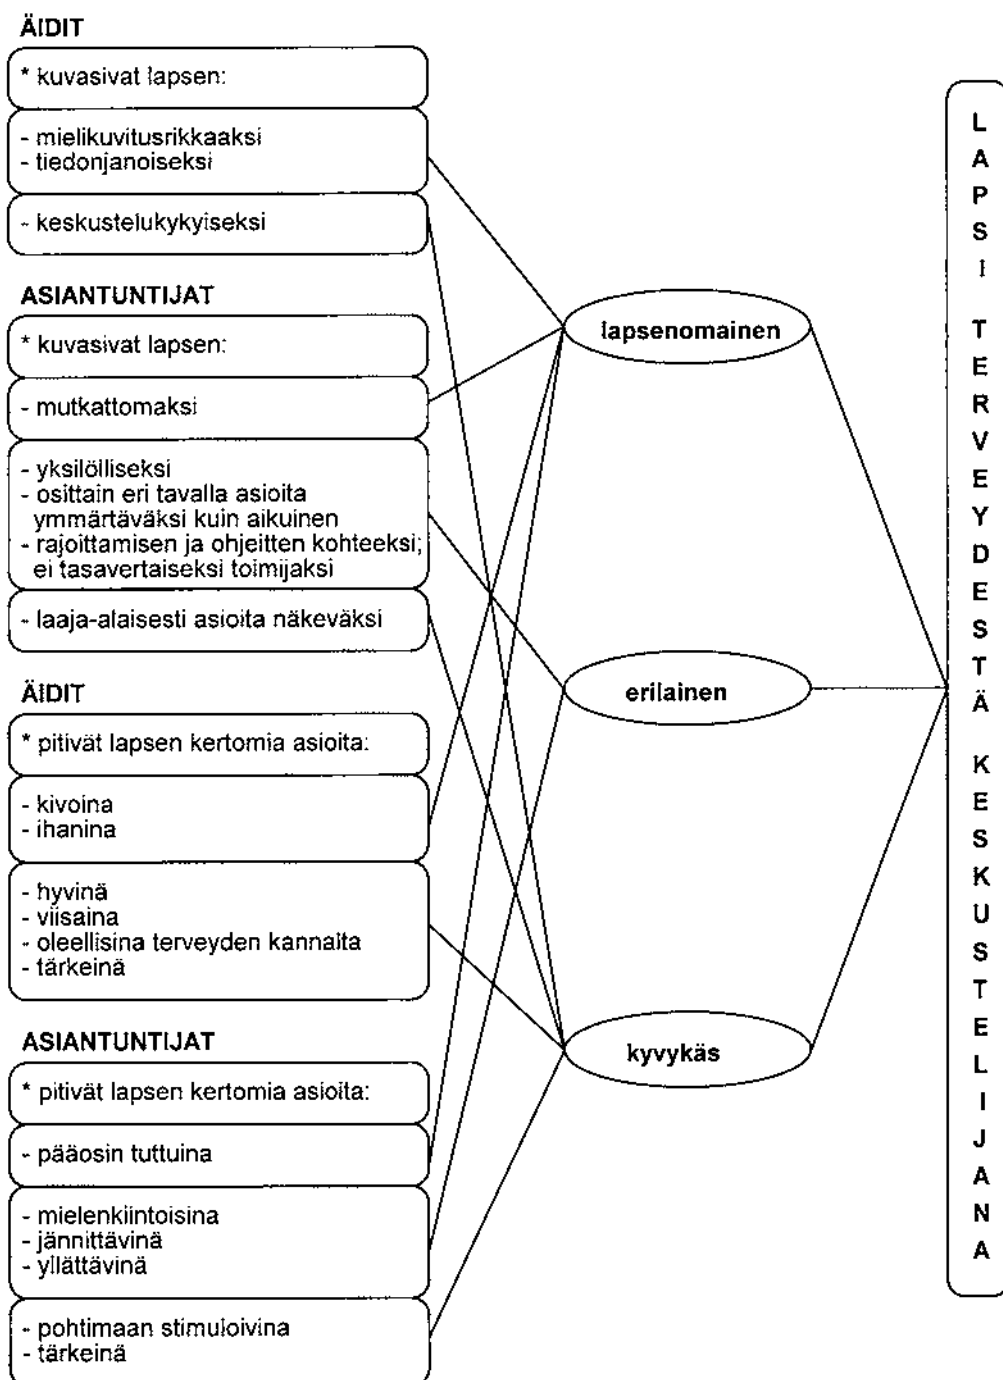 ÄIDIT
* kuvasivat lapsen:
- mielikuvitusrikkaaksi
- tiedonjanoiseksi
- keskustelukykyiseksi
ASIANTUNTIJAT
* kuvasivat lapsen:
- mutkattomaksi
- yksilölliseksi
- osittain eri tavalla asioita
ymmärtäväksi kuin aikuinen
- rajoittamisen ja ohjeitten kohteeksi;
ei tasavertaiseksi toimijaksi
- laaja-alaisesti asioita näkeväksi
ÄIDIT
* pitivät lapsen kertomia asioita:
- kivoina
- ihanina
- hyvinä
- viisaina
- oleellisina terveyden kannalta
- tärkeinä
ASIANTUNTIJAT
* pitivät lapsen kertomia asioita:
- pääosin tuttuina
- mielenkiintoisina
- jännittävinä
- yllättävinä
- pohtimaan stimuloivina
- tärkeinä
lapsenomainen
erilainen
kyvykäs
LAPSI TERVEYDESTÄ KESKUSTELIJANA